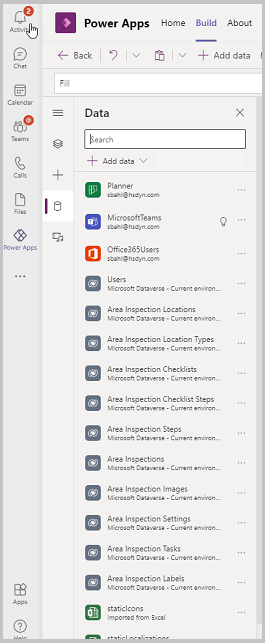 2
Activity
Chat
Calendar
@
Teams
Calls
Files
Power Apps
...
Apps
Help
Power Apps
Home
Build
About
Back
Add data
Fill
Data
Search
Add data
Planner
sbahl@hsdyn.com
MicrosoftTeams
sbahl@hsdyn.com
Office365Users
sbahl@hsdyn.com
Users
Microsoft Dataverse - Current environ...
Area Inspection Locations
Microsoft Dataverse - Current environ...
Area Inspection Location Types
Microsoft Dataverse - Current environ...
Area Inspection Checklists
Microsoft Dataverse - Current environ...
Area Inspection Checklist Steps
Microsoft Dataverse - Current environ...
Area Inspection Steps
Microsoft Dataverse - Current environ...
Area Inspections
Microsoft Dataverse - Current environ...
Area Inspection Images
Microsoft Dataverse - Current environ...
Area Inspection Settings
Microsoft Dataverse - Current environ...
Area Inspection Tasks
Microsoft Dataverse - Current environ...
Area Inspection Labels
Microsoft Dataverse - Current environ...
staticIcons
Imported from Excel
staticLocalizations